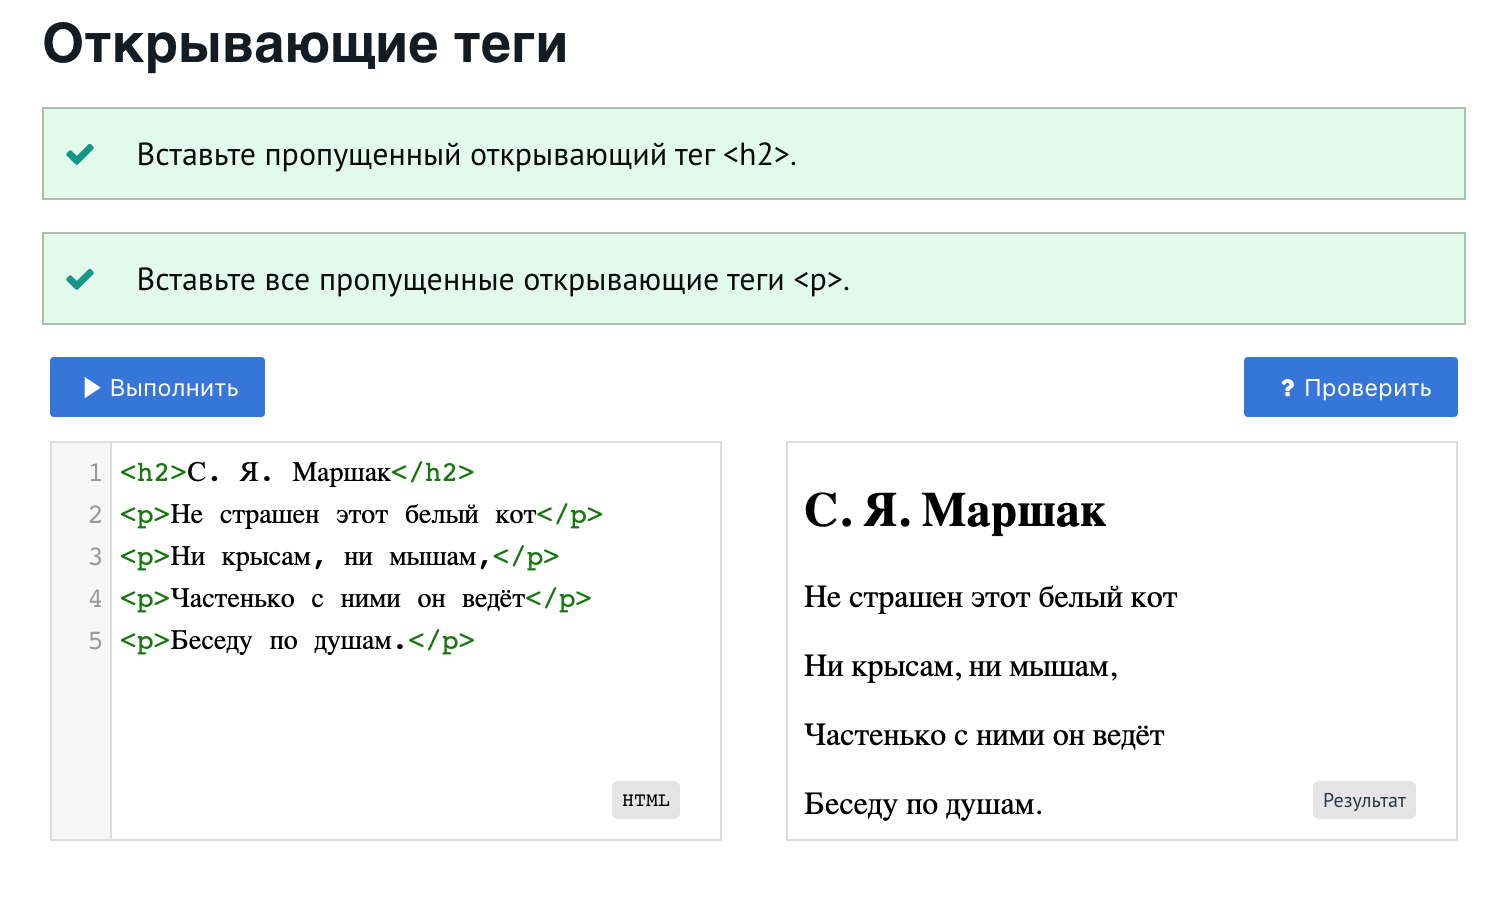 Открывающие теги
Вставьте пропущенный открывающий тег <h2>.
Вставьте все пропущенные открывающие теги <p>.
Выполнить
? Проверить
1 <h2>С. Я. Маршак</h2>
2 <p>Не страшен этот белый кот</p>
3 <p>Ни крысам, ни мышам,</p>
4 <p>Частенько с ними он ведёт</p>
5 <p>Беседу по душам.</p>
HTML
С. Я. Маршак
Не страшен этот белый кот
Ни крысам, ни мышам,
Частенько с ними он ведёт
Беседу по душам.
Результат